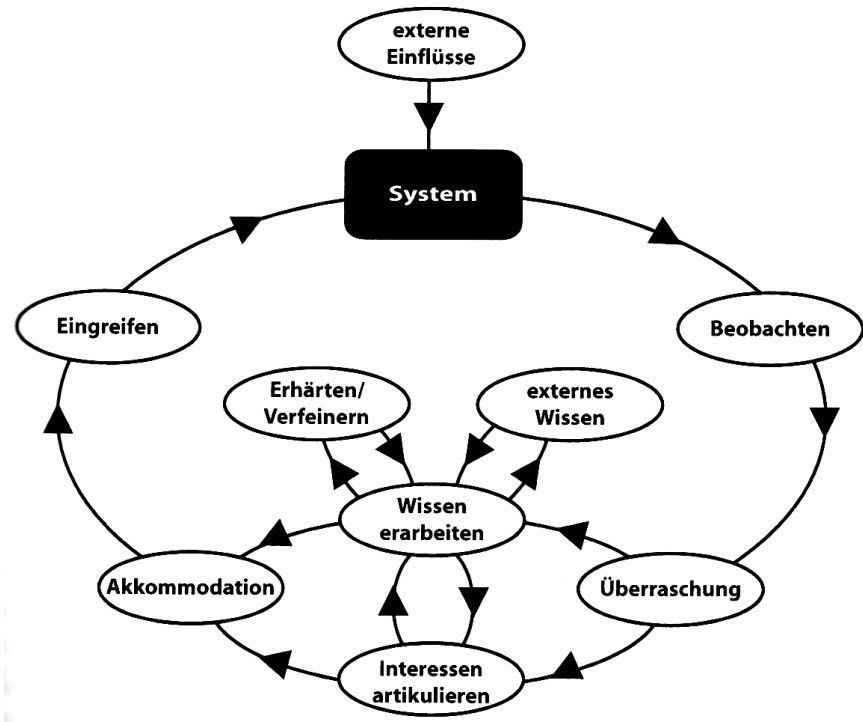 externe
Einflüsse
System
Eingreifen
Beobachten
Erhärten/
Verfeinern
externes
Wissen
Wissen
erarbeiten
Akkommodation
Überraschung
Interessen
artikulieren